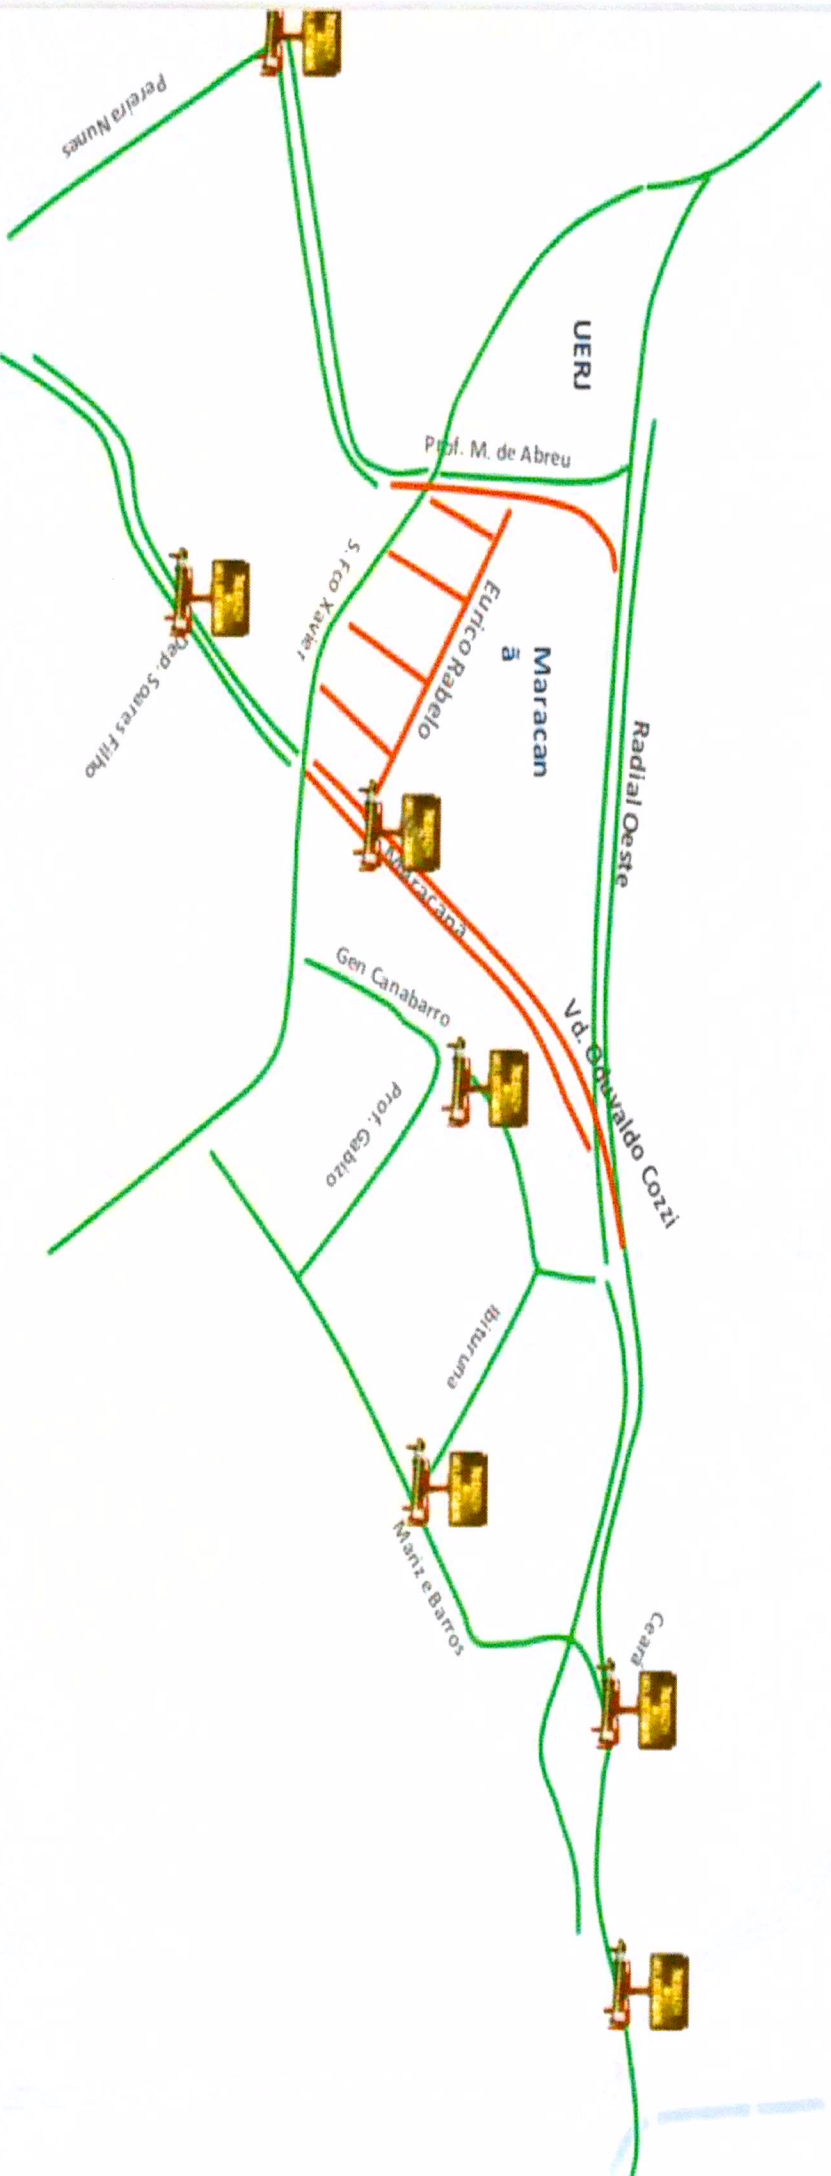 Pereira Nunes
UERJ
Prof. M. de Abreu
S. Fco Xavier
Eurico Rabelo
Maracan
ã
Radial Oeste
Dep. Soares Filho
Maracanã
Gen Canabarro
Vd. Oduvaldo Cozzi
Prof. Gabizo
Ibituruna
Mariz e Barros
Ceará